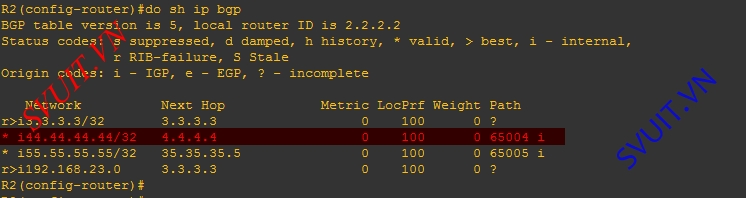 R2(config-router)#do sh ip bgp
BGP table version is 5, local router ID is 2.2.2.2
Status codes: s suppressed, d damped, h history, * valid, > best, i - internal,
r RIB-failure, S Stale
Origin codes: i - IGP, e - EGP, ? - incomplete
Network Next Hop Metric LocPrf Weight Path
r>i3.3.3.3/32 3.3.3.3 0 100 0 ?
* i44.44.44.44/32 4.4.4.4 0 100 0 65004 i
* i55.55.55.55/32 35.35.35.5 0 100 0 65005 i
r>i192.168.23.0 3.3.3.3 0 100 0 ?
R2(config-router)#
SVUIT.VN
SVUIT.VN